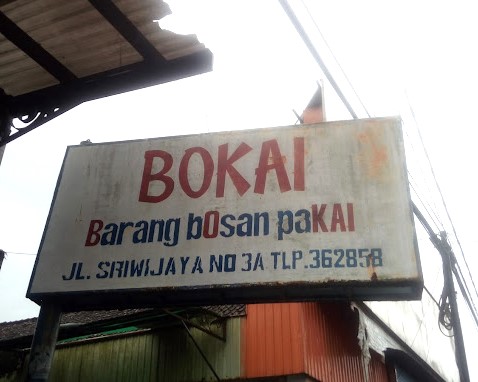 BOKAI
Barang bOsan paKAI
JL. SRIWIJAYA NO 3A TLP.362858